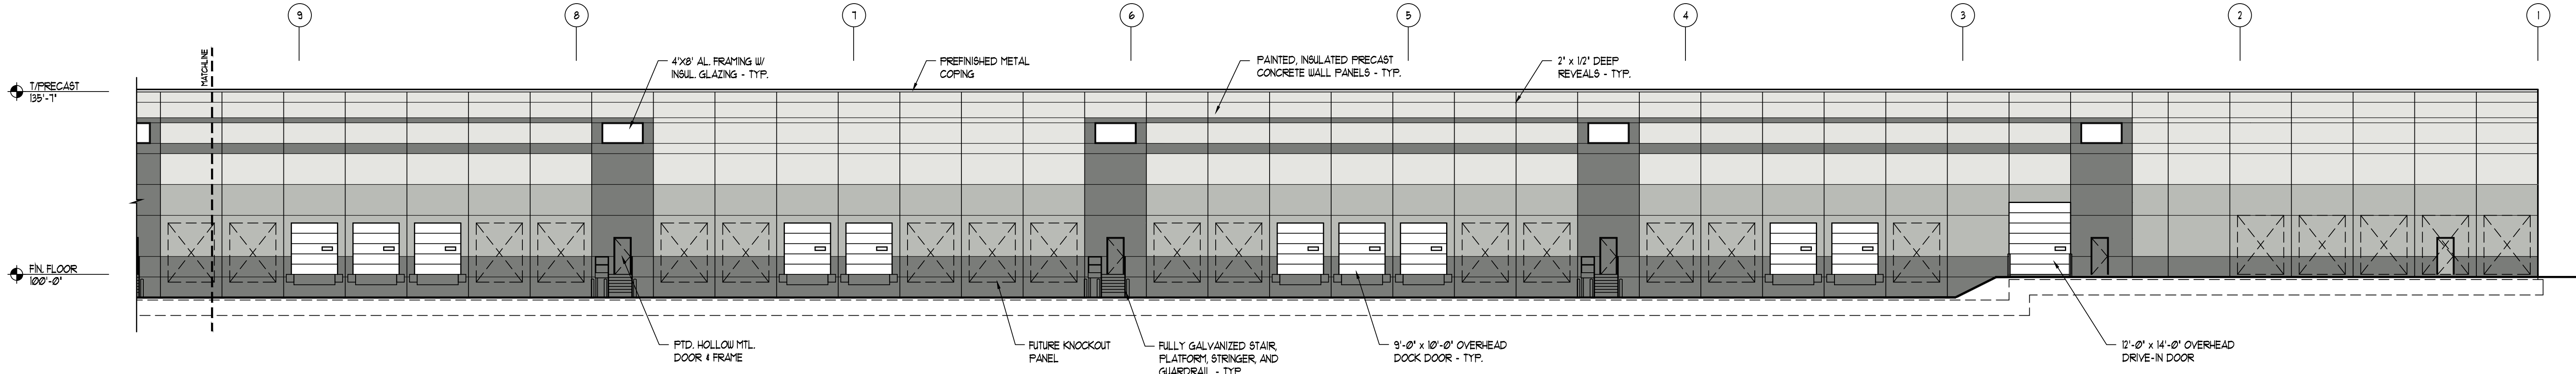 9 8 7 6 5 4 3 2 1
MATCHLINE
4'X8' AL. FRAMING W/
INSUL. GLAZING - TYP.
PREFINISHED METAL
COPING
PAINTED, INSULATED PRECAST
CONCRETE WALL PANELS - TYP.
2" x 1/2" DEEP
REVEALS - TYP.
T/PRECAST
135'-7"
FIN. FLOOR
100'-0"
PTD. HOLLOW MTL.
DOOR & FRAME
FUTURE KNOCKOUT
PANEL
FULLY GALVANIZED STAIR,
PLATFORM, STRINGER, AND
GUARDRAIL - TYP
9'-0" x 10'-0" OVERHEAD
DOCK DOOR - TYP.
12'-0" x 14'-0" OVERHEAD
DRIVE-IN DOOR